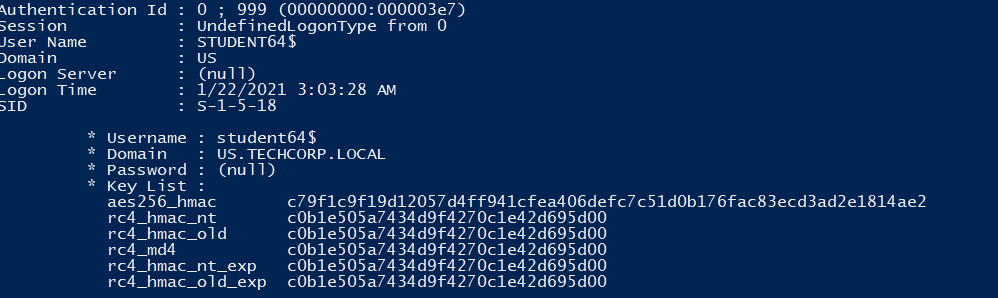 Authentication Id : 0 ; 999 (00000000:000003e7)
Session : UndefinedLogonType from 0
User Name : STUDENT64$
Domain : US
Logon Server : (null)
Logon Time : 1/22/2021 3:03:28 AM
SID : S-1-5-18
* Username : student64$
* Domain : US.TECHCORP.LOCAL
* Password : (null)
* Key List :
aes256_hmac c79f1c9f19d12057d4ff941cfea406defc7c51d0b176fac83ecd3ad2e1814ae2
rc4_hmac_nt c0b1e505a7434d9f4270c1e42d695d00
rc4_hmac_old c0b1e505a7434d9f4270c1e42d695d00
rc4_md4 c0b1e505a7434d9f4270c1e42d695d00
rc4_hmac_nt_exp c0b1e505a7434d9f4270c1e42d695d00
rc4_hmac_old_exp c0b1e505a7434d9f4270c1e42d695d00